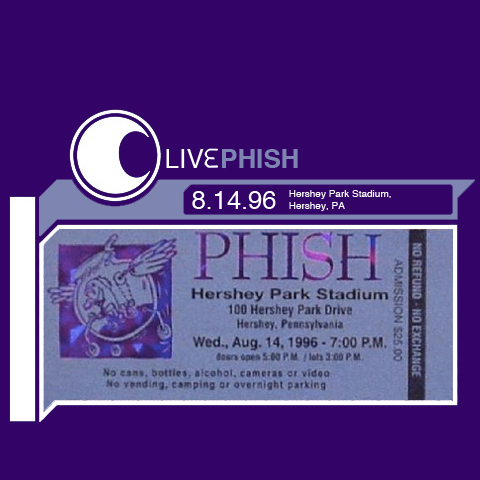 LIVEPHISH
8.14.96
Hershey Park Stadium,
Hershey, PA
PHISH
Hershey Park Stadium
100 Hershey Park Drive
Hershey, Pennsylvania
Wed., Aug. 14, 1996 - 7:00 P.M.
doors open 5:00 P.M. / lots 3:00 P.M.
No cans, bottles, alcohol, cameras or video
No vending, camping or overnight parking
ADMISSION $25.00
NO REFUND - NO EXCHANGE